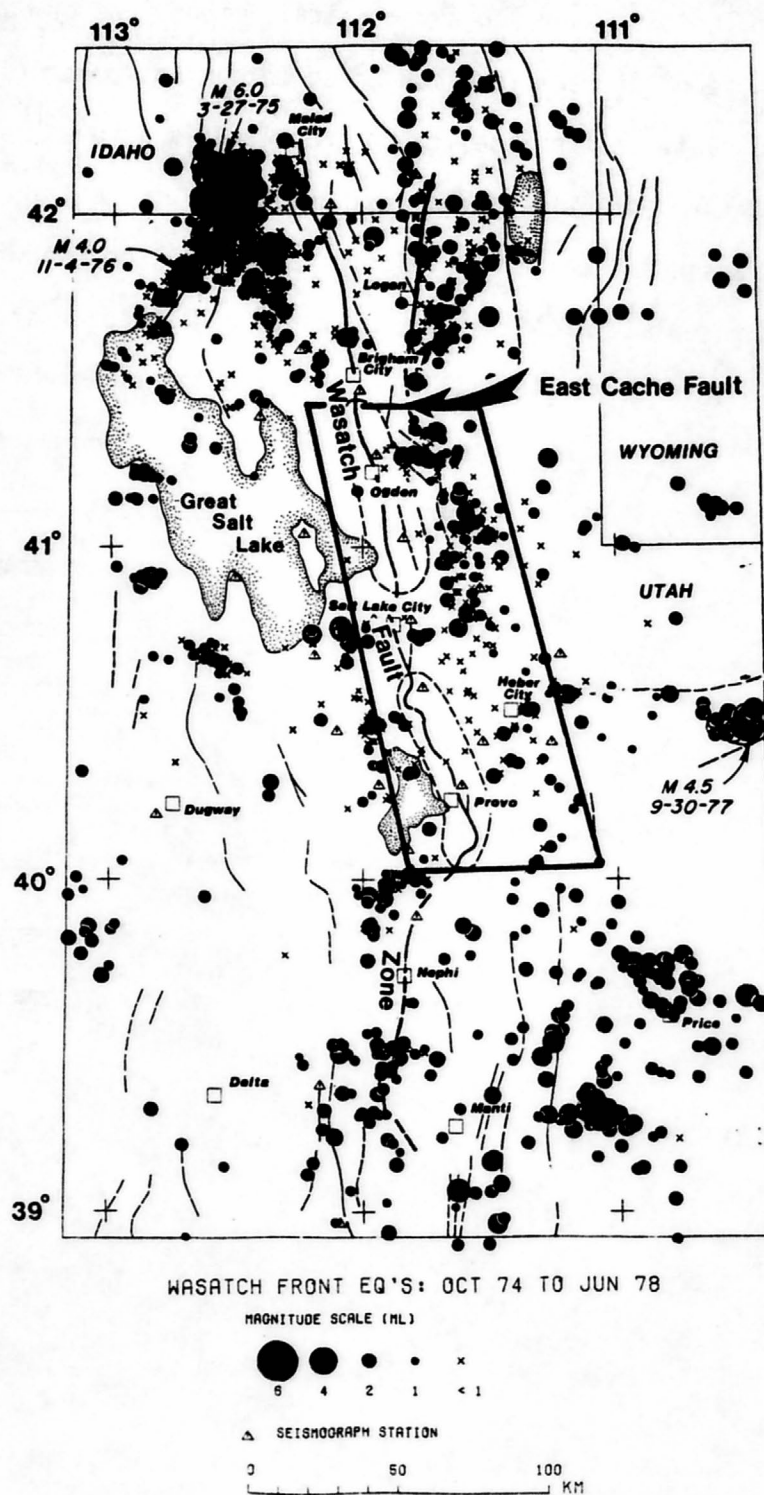 113° 112° 111°
M 6.0
3-27-75
Malad
City
IDAHO
42°
M 4.0
11-4-76
Logan
Brigham
City
East Cache Fault
Wasatch
WYOMING
Ogden
Great
Salt
Lake
41°
UTAH
Salt Lake City
Fault
Heber
City
M 4.5
9-30-77
Dugway
Provo
40°
Zone
Nephi
Price
Delta
Manti
39°
WASATCH FRONT EQ'S: OCT 74 TO JUN 78
MAGNITUDE SCALE (ML)
6 4 2 1 < 1
SEISMOGRAPH STATION
0 50 100
KM